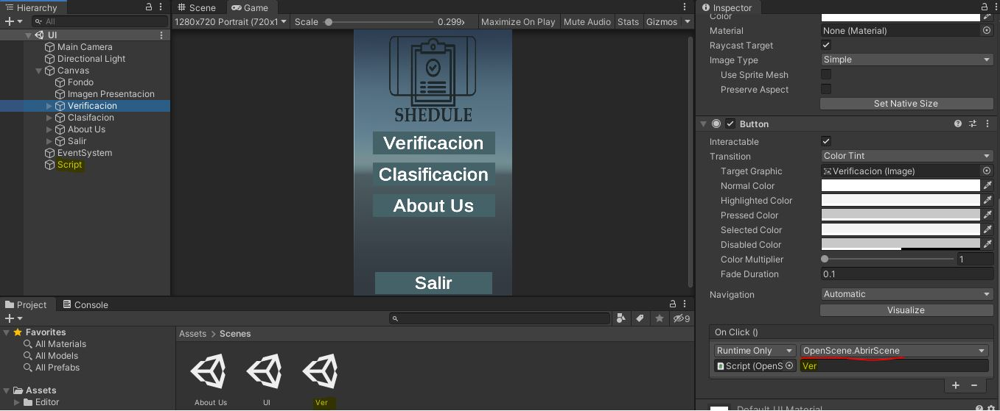 Hierarchy
All
UI
Main Camera
Directional Light
Canvas
Fondo
Imagen Presentacion
Verificacion
Clasifacion
About Us
Salir
EventSystem
Script
Scene
Game
1280x720 Portrait (720x1
Scale
0.299x
Maximize On Play
Mute Audio
Stats
Gizmos
SHEDULE
Verificacion
Clasificacion
About Us
Salir
Project
Console
9
Favorites
All Materials
All Models
All Prefabs
Assets
Editor
Assets > Scenes
About Us
UI
Ver
Inspector
Color
Material
None (Material)
Raycast Target
Image Type
Simple
Use Sprite Mesh
Preserve Aspect
Set Native Size
Button
Interactable
Transition
Color Tint
Target Graphic
Verificacion (Image)
Normal Color
Highlighted Color
Pressed Color
Selected Color
Disabled Color
Color Multiplier
1
Fade Duration
0.1
Navigation
Automatic
Visualize
On Click ()
Runtime Only
OpenScene.AbrirScene
Script (OpenS
Ver
Default UI Material